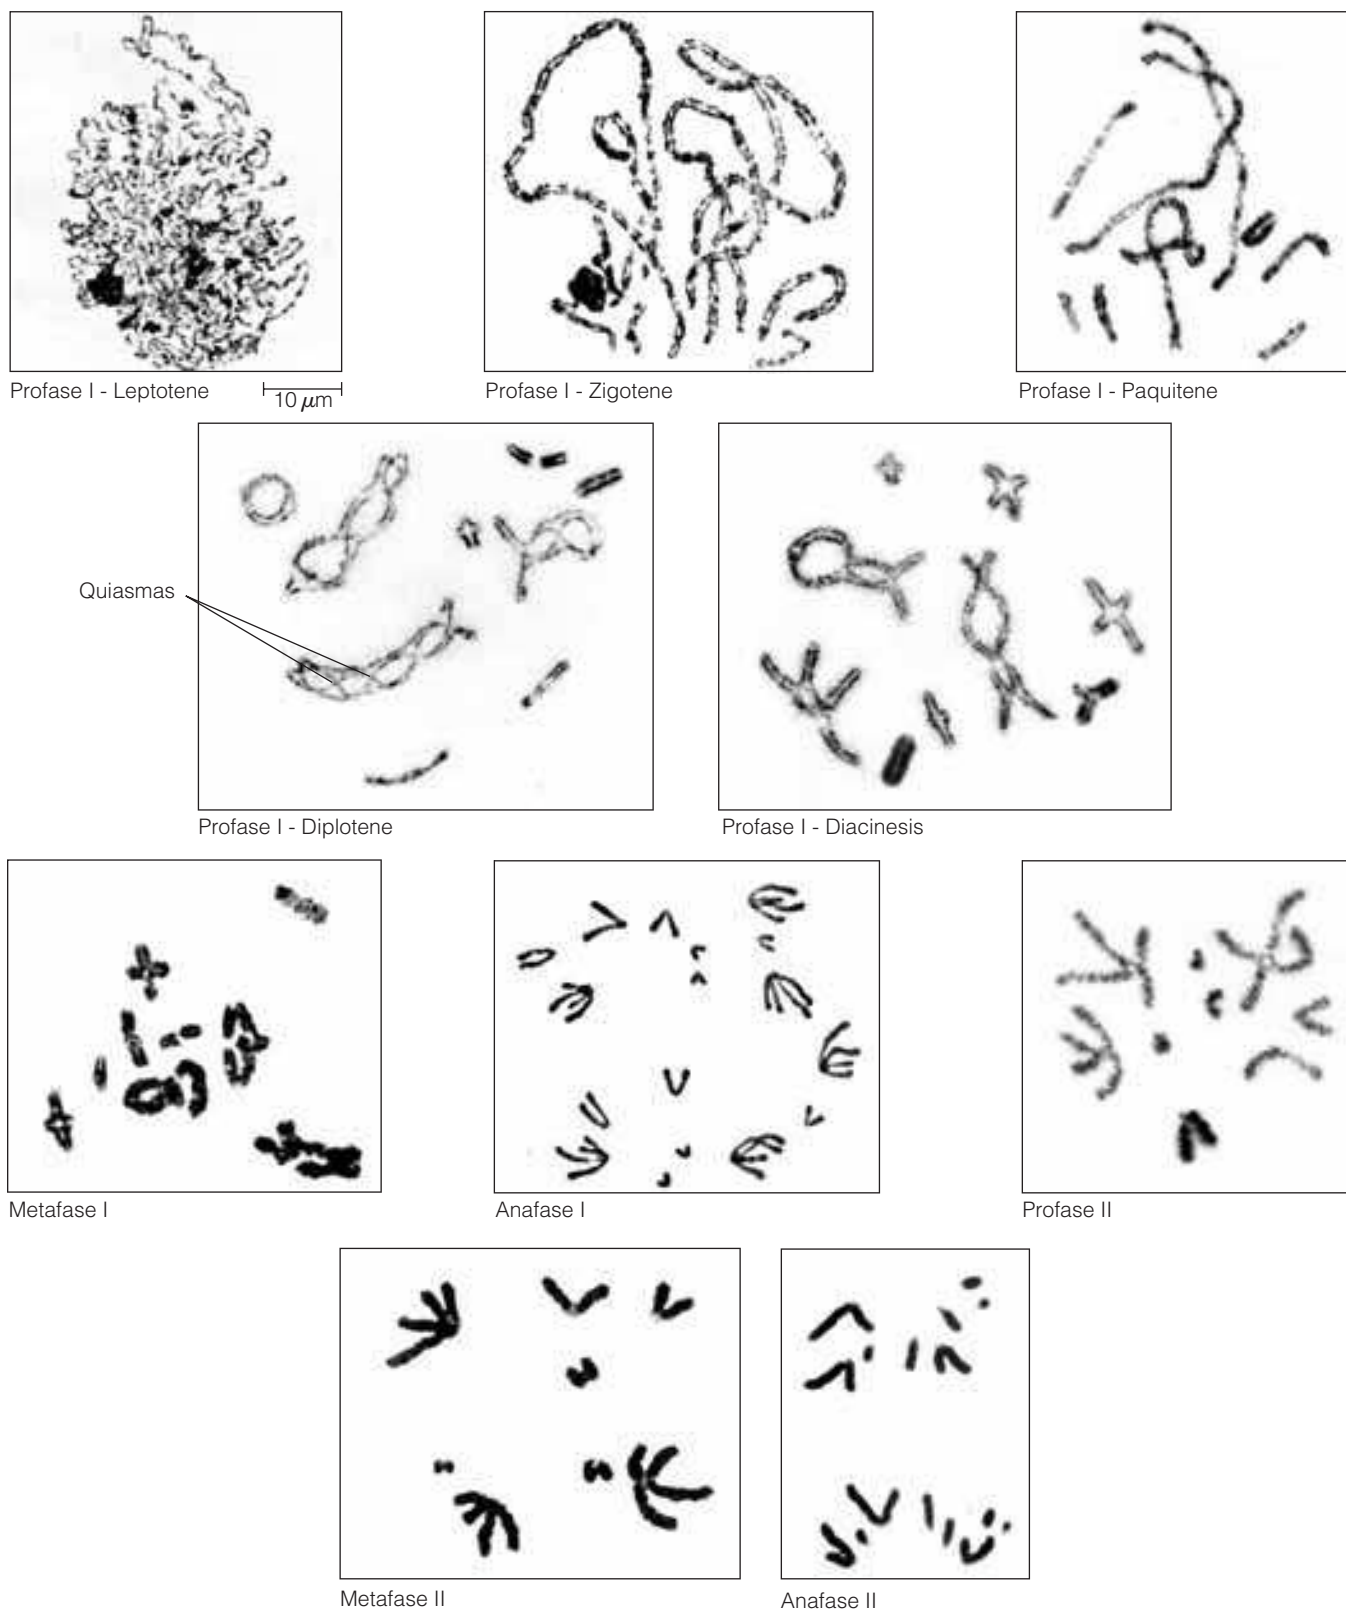 Profase I - Leptotene
10 μm
Profase I - Zigotene
Profase I - Paquitene
Quiasmas
Profase I - Diplotene
Profase I - Diacinesis
Metafase I
Anafase I
Profase II
Metafase II
Anafase II